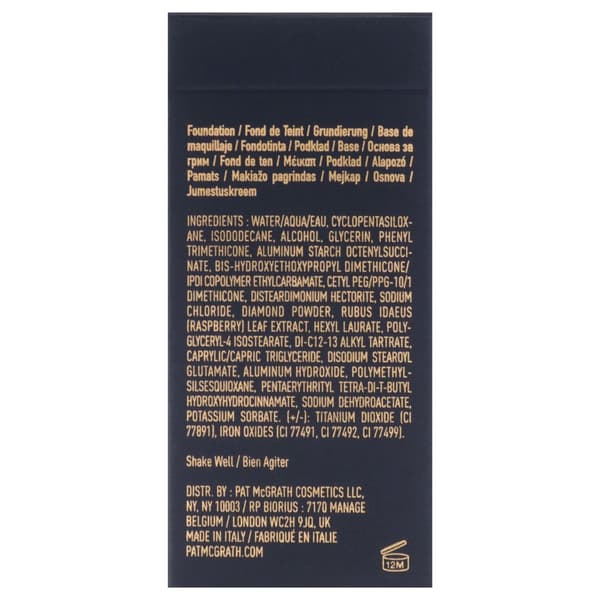 Foundation / Fond de Teint / Grundierung / Base de
maquillaje / Fondotinta / Podkład / Base / Основа за
грим / Fond de ten / Μέικαπ / Podklad / Alapozó /
Pamats / Makiažo pagrindas / Mejkap / Osnova /
Jumestuskreem
INGREDIENTS : WATER/AQUA/EAU, CYCLOPENTASILOX-
ANE, ISODODECANE, ALCOHOL, GLYCERIN, PHENYL
TRIMETHICONE, ALUMINUM STARCH OCTENYLSUCCI-
NATE, BIS-HYDROXYETHOXYPROPYL DIMETHICONE/
IPDI COPOLYMER ETHYLCARBAMATE, CETYL PEG/PPG-10/1
DIMETHICONE, DISTEARDIMONIUM HECTORITE, SODIUM
CHLORIDE, DIAMOND POWDER, RUBUS IDAEUS
(RASPBERRY) LEAF EXTRACT, HEXYL LAURATE, POLY-
GLYCERYL-4 ISOSTEARATE, DI-C12-13 ALKYL TARTRATE,
CAPRYLIC/CAPRIC TRIGLYCERIDE, DISODIUM STEAROYL
GLUTAMATE, ALUMINUM HYDROXIDE, POLYMETHYL-
SILSESQUIOXANE, PENTAERYTHRITYL TETRA-DI-T-BUTYL
HYDROXYHYDROCINNAMATE, SODIUM DEHYDROACETATE,
POTASSIUM SORBATE. (+/-): TITANIUM DIOXIDE (CI
77891), IRON OXIDES (CI 77491, CI 77492, CI 77499).
Shake Well / Bien Agiter
DISTR. BY : PAT McGRATH COSMETICS LLC,
NY, NY 10003 / RP BIORIUS : 7170 MANAGE
BELGIUM / LONDON WC2H 9JQ, UK
MADE IN ITALY / FABRIQUÉ EN ITALIE
PATMCGRATH.COM
12M